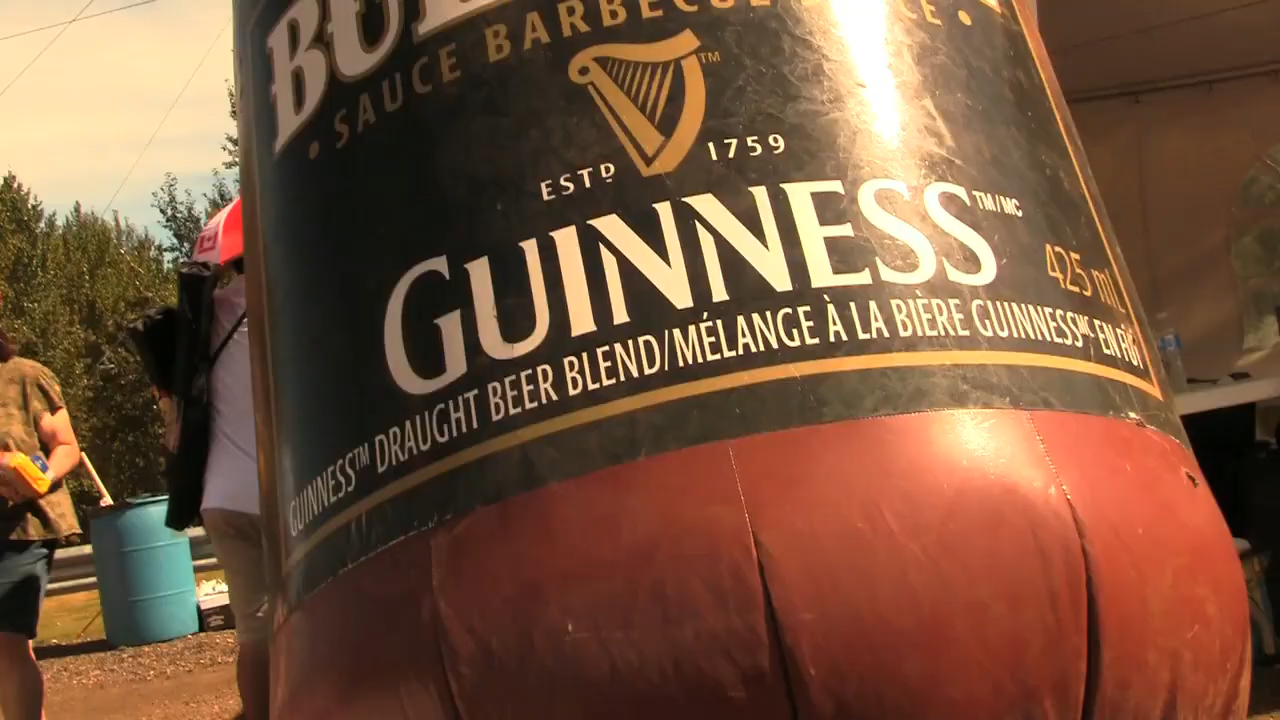 SAUCE BARBECUE
TM
ESTD 1759
GUINNESS TM/MC
425 ml
GUINNESS™ DRAUGHT BEER BLEND/MÉLANGE À LA BIÈRE GUINNESSMC EN FÛT